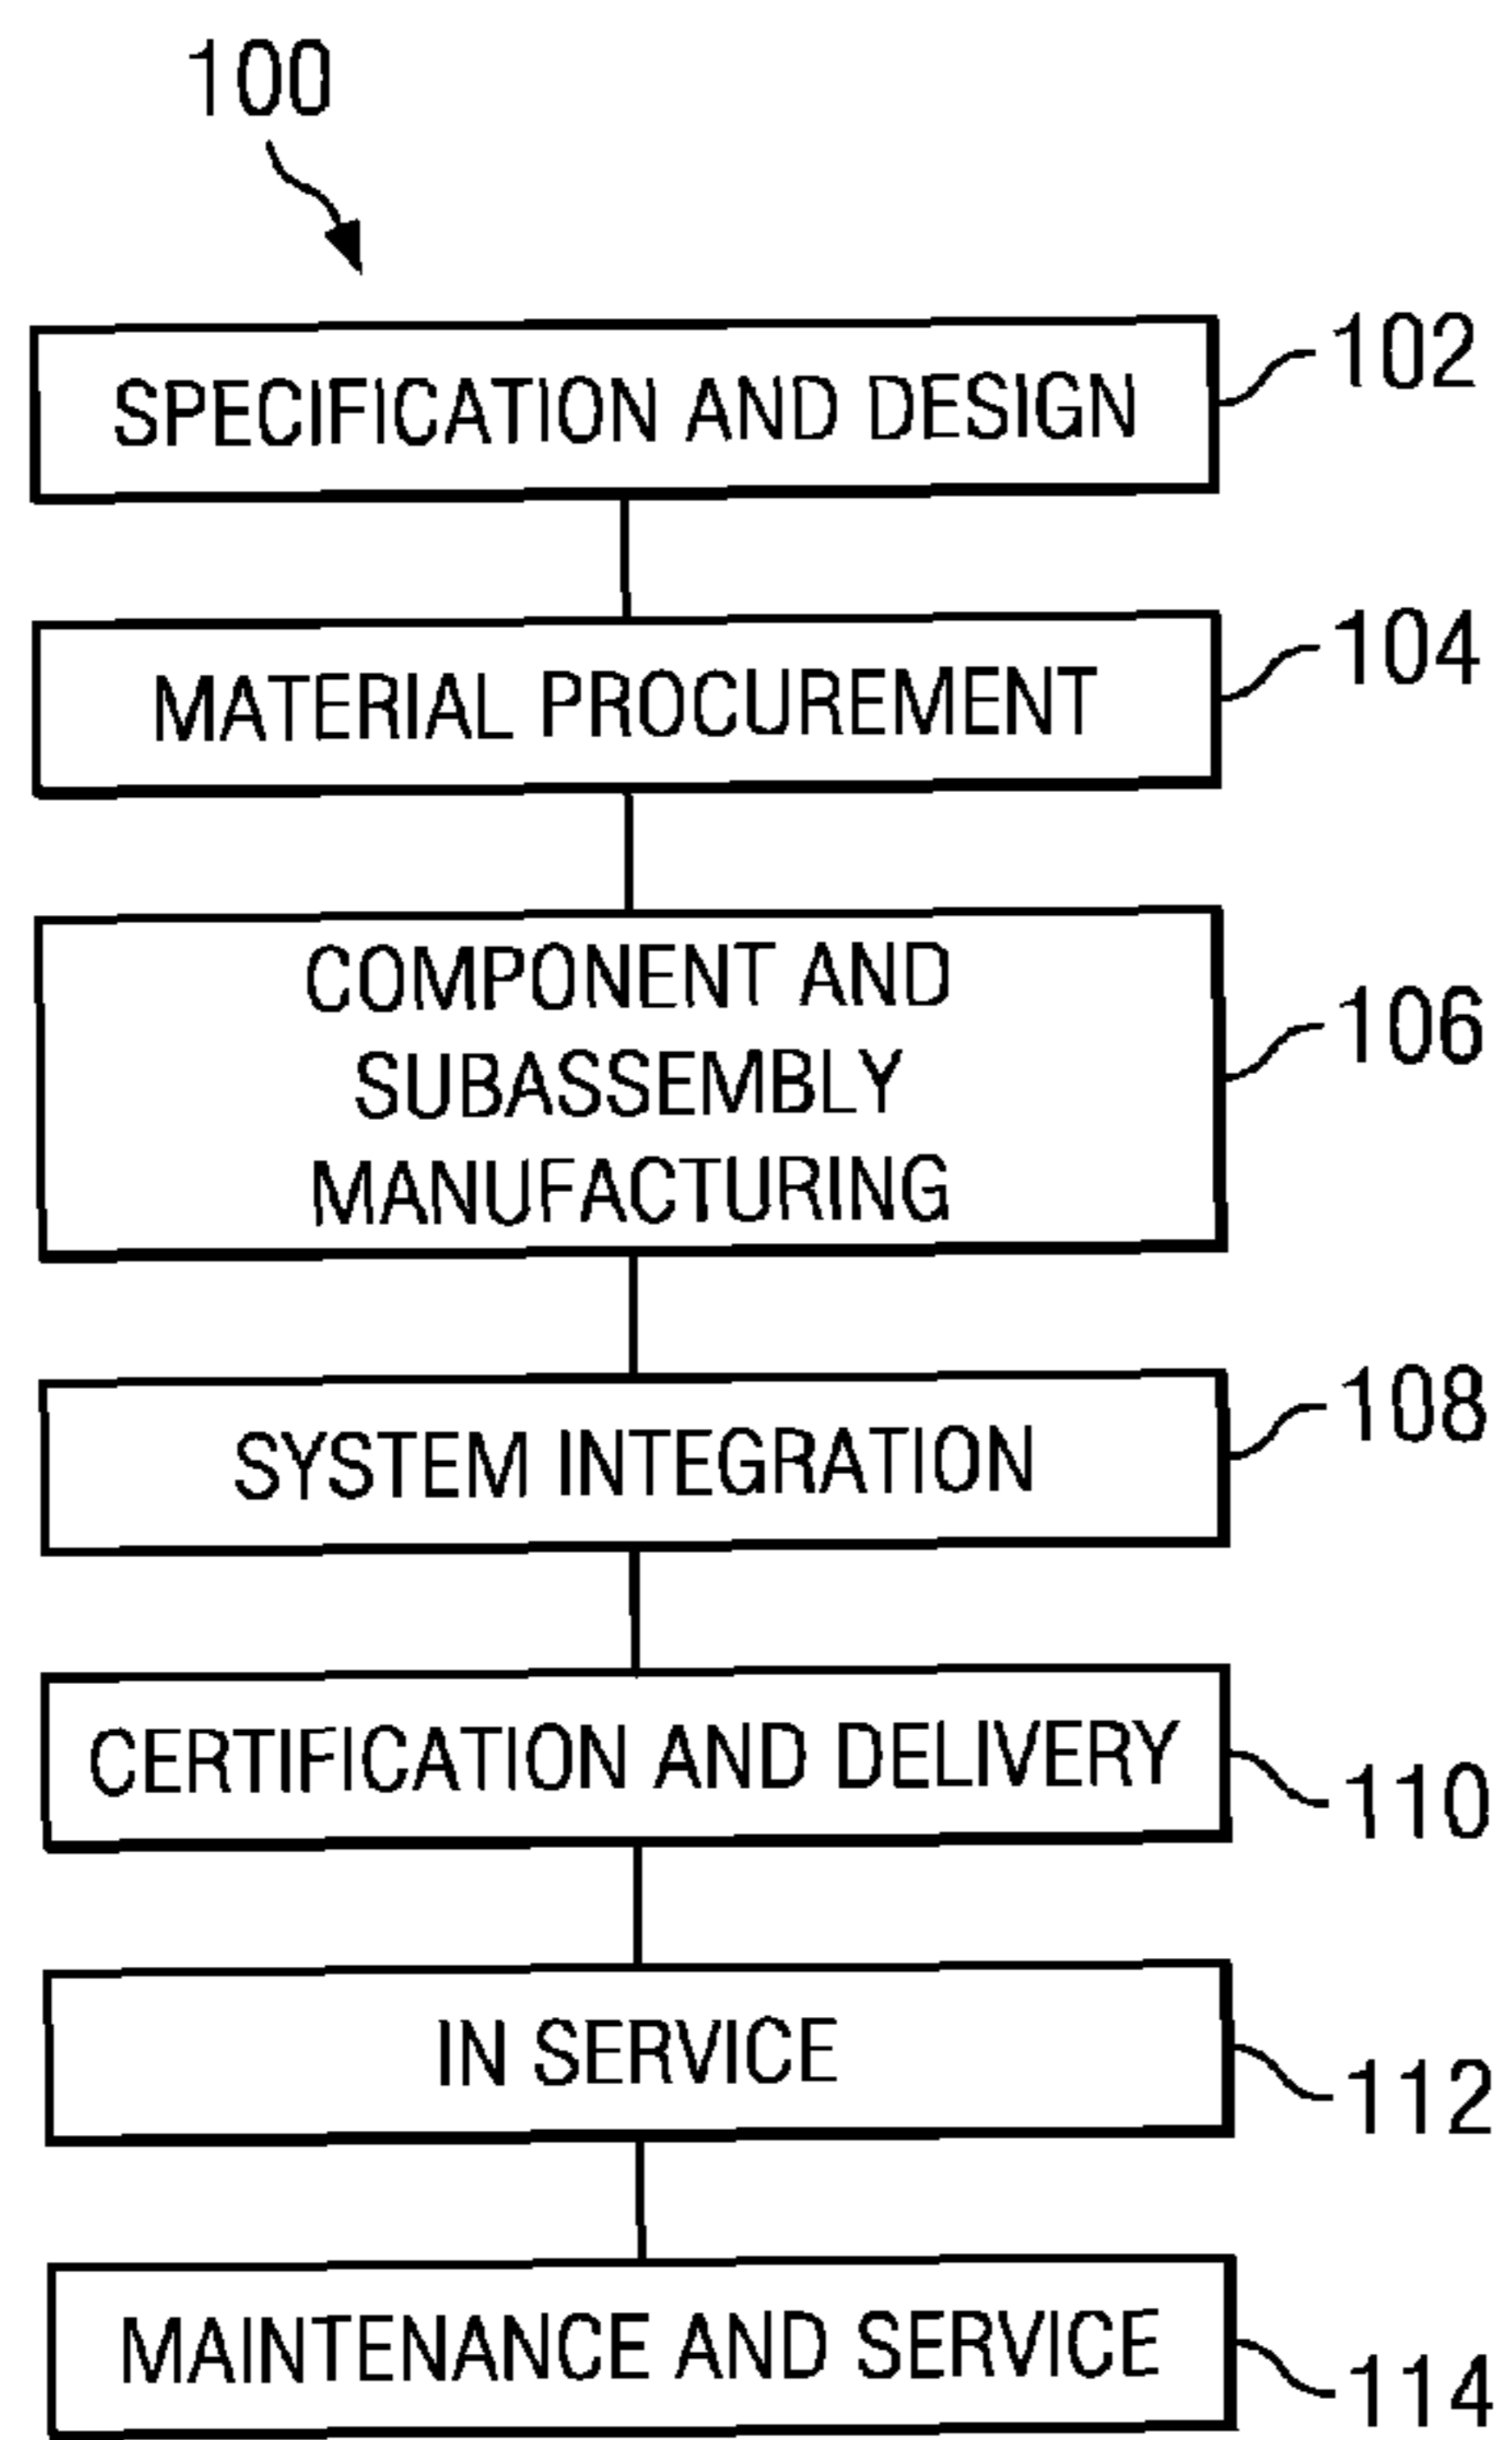 100
SPECIFICATION AND DESIGN
102
MATERIAL PROCUREMENT
104
COMPONENT AND
SUBASSEMBLY
MANUFACTURING
106
SYSTEM INTEGRATION
108
CERTIFICATION AND DELIVERY
110
IN SERVICE
112
MAINTENANCE AND SERVICE
114